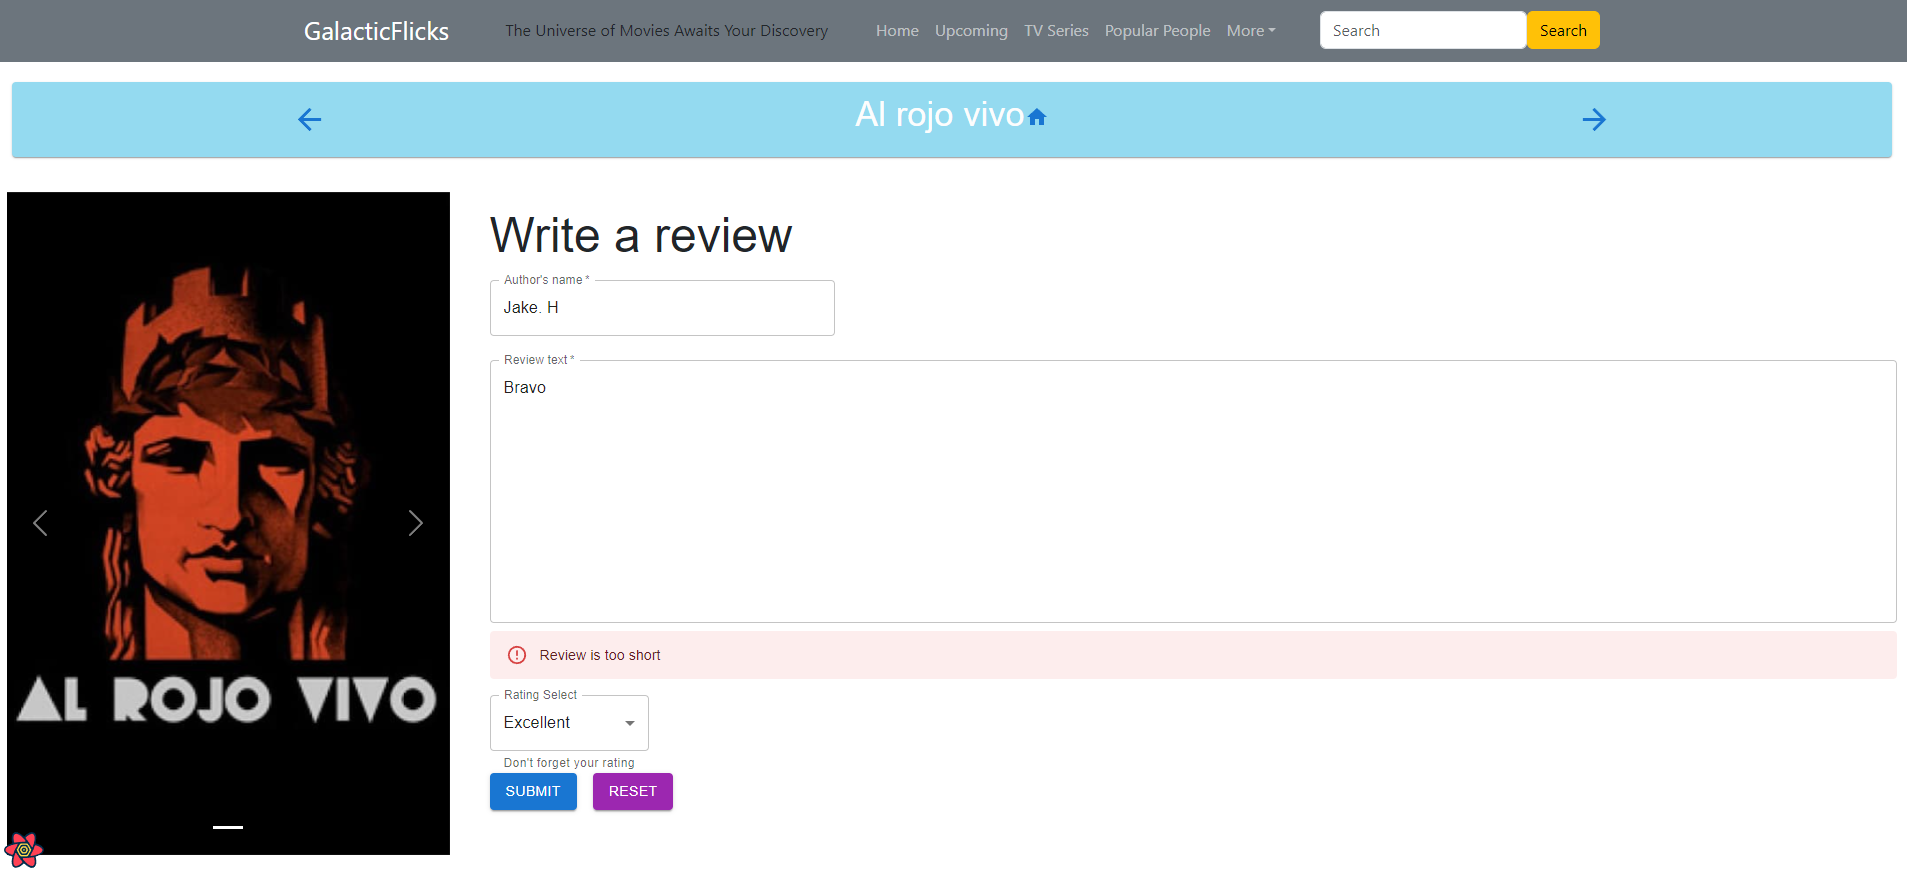 GalacticFlicks The Universe of Movies Awaits Your Discovery Home Upcoming TV Series Popular People More Search Search
Al rojo vivo
Write a review
Author's name *
Jake. H
Review text *
Bravo
Review is too short
AL ROJO VIVO
Rating Select
Excellent
Don't forget your rating
SUBMIT RESET